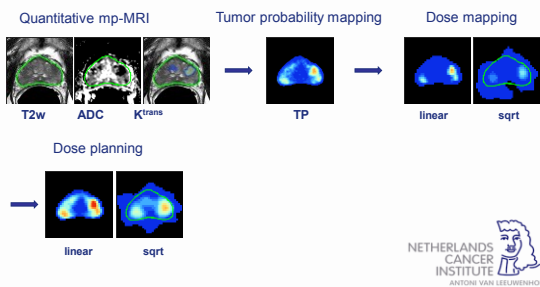 Quantitative mp-MRI
Tumor probability mapping
Dose mapping
T2w
ADC
Ktrans
TP
linear
sqrt
Dose planning
linear
sqrt
NETHERLANDS
CANCER
INSTITUTE
ANTONI VAN LEEUWENHO